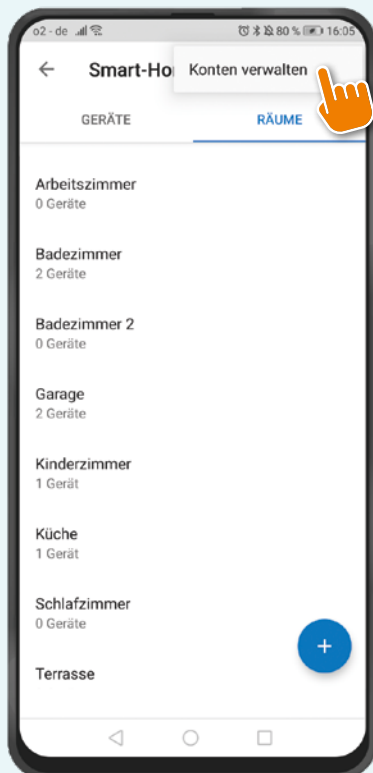 o2 - de 80 % 16:05
Smart-Ho Konten verwalten
GERÄTE RÄUME
Arbeitszimmer
0 Geräte
Badezimmer
2 Geräte
Badezimmer 2
0 Geräte
Garage
2 Geräte
Kinderzimmer
1 Gerät
Küche
1 Gerät
Schlafzimmer
0 Geräte
Terrasse